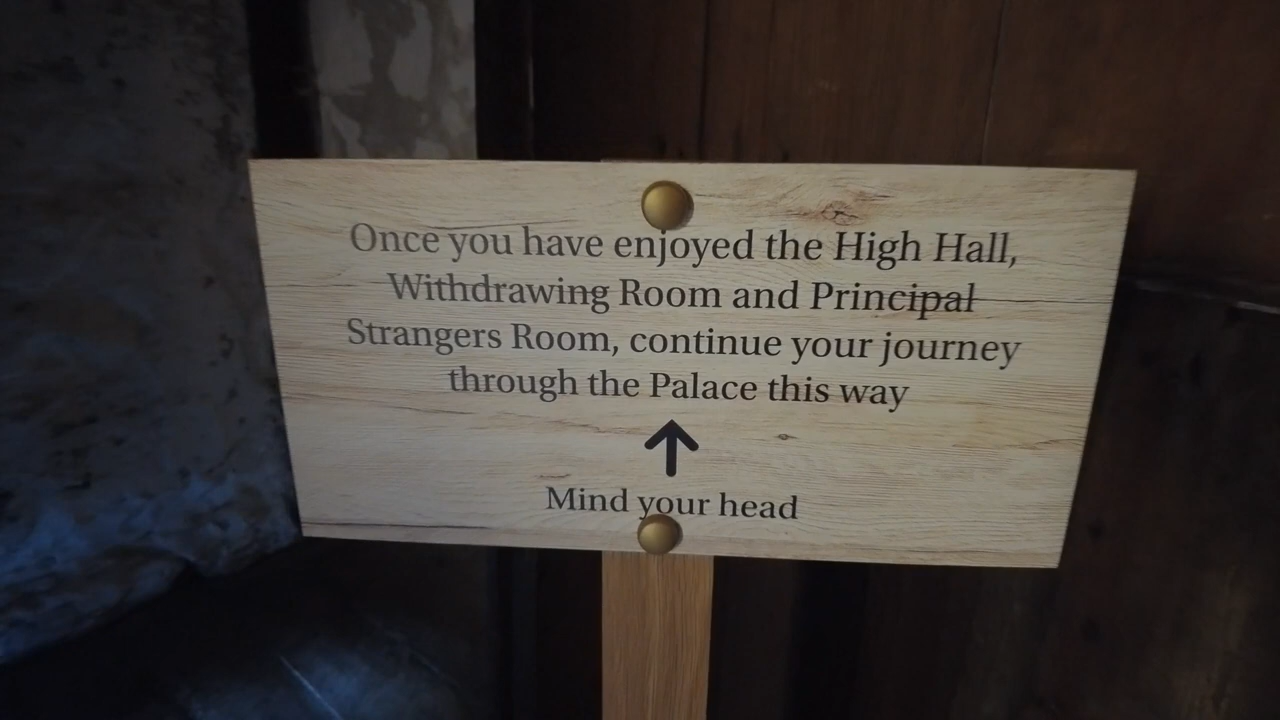 Once you have enjoyed the High Hall,
Withdrawing Room and Principal
Strangers Room, continue your journey
through the Palace this way
Mind your head